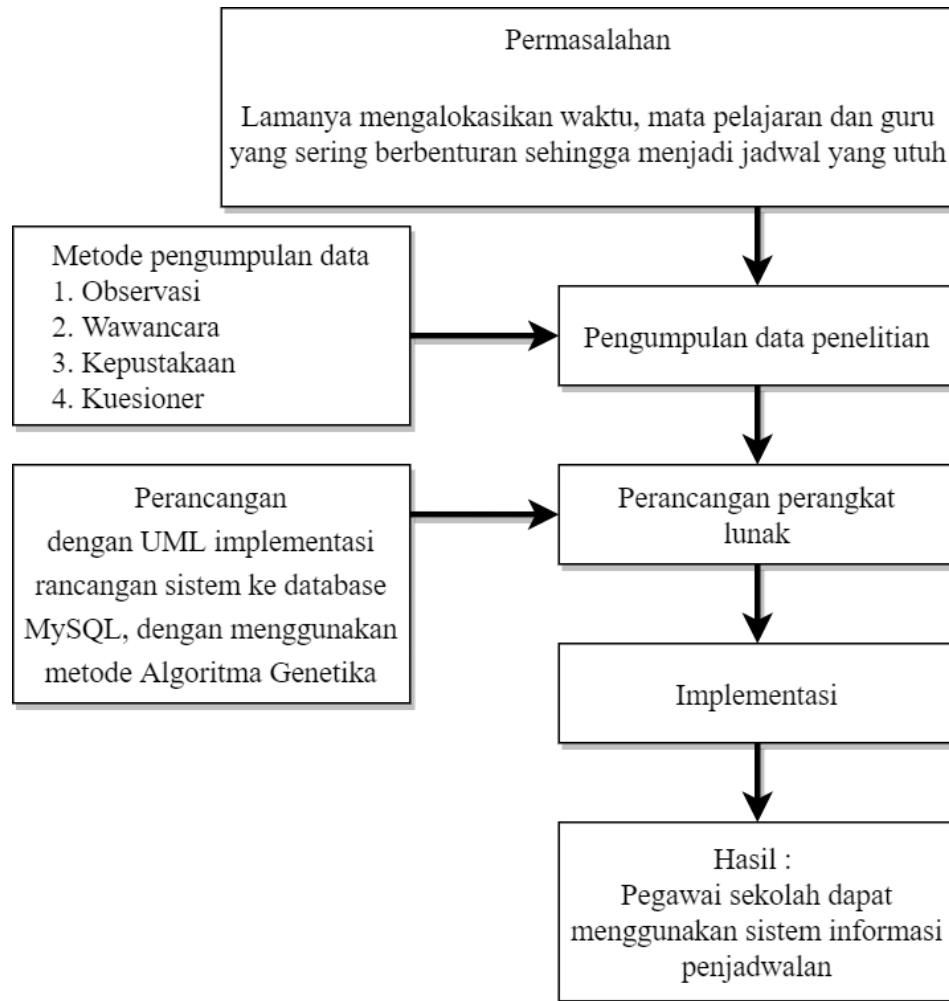 Permasalahan
Lamanya mengalokasikan waktu, mata pelajaran dan guru
yang sering berbenturan sehingga menjadi jadwal yang utuh
Metode pengumpulan data
1. Observasi
2. Wawancara
3. Kepustakaan
4. Kuesioner
Pengumpulan data penelitian
Perancangan
dengan UML implementasi
rancangan sistem ke database
MySQL, dengan menggunakan
metode Algoritma Genetika
Perancangan perangkat
lunak
Implementasi
Hasil :
Pegawai sekolah dapat
menggunakan sistem informasi
penjadwalan